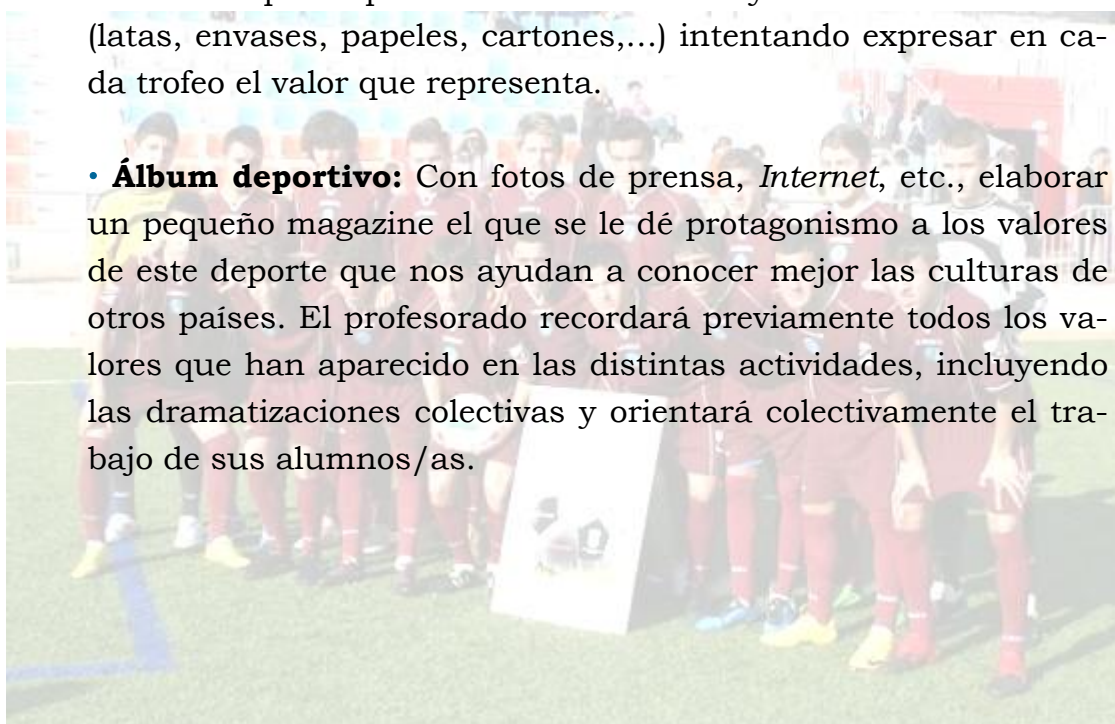 (latas, envases, papeles, cartones,...) intentando expresar en ca-
da trofeo el valor que representa.
• Álbum deportivo: Con fotos de prensa, Internet, etc., elaborar
un pequeño magazine el que se le dé protagonismo a los valores
de este deporte que nos ayudan a conocer mejor las culturas de
otros países. El profesorado recordará previamente todos los va-
lores que han aparecido en las distintas actividades, incluyendo
las dramatizaciones colectivas y orientará colectivamente el tra-
bajo de sus alumnos/as.